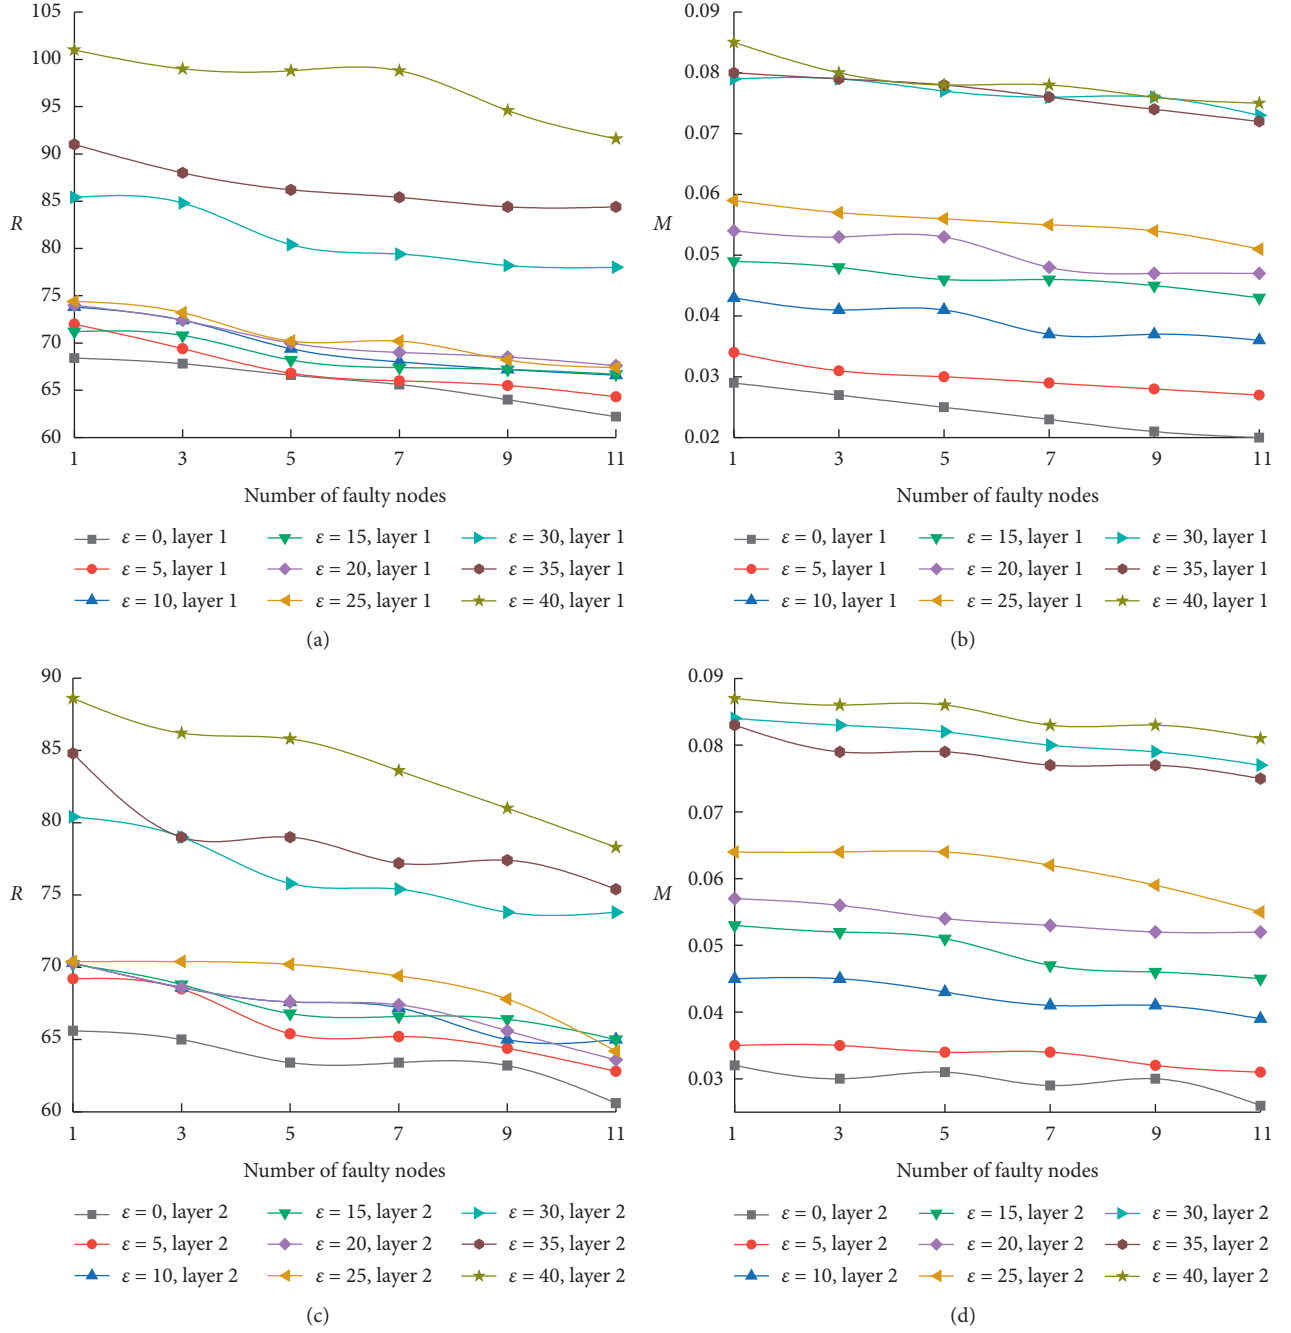 105
100
95
90
85
80
75
70
65
60
R
1 3 5 7 9 11
Number of faulty nodes
ε = 0, layer 1 ε = 15, layer 1 ε = 30, layer 1
ε = 5, layer 1 ε = 20, layer 1 ε = 35, layer 1
ε = 10, layer 1 ε = 25, layer 1 ε = 40, layer 1
(a)
0.09
0.08
0.07
0.06
0.05
0.04
0.03
0.02
M
1 3 5 7 9 11
Number of faulty nodes
ε = 0, layer 1 ε = 15, layer 1 ε = 30, layer 1
ε = 5, layer 1 ε = 20, layer 1 ε = 35, layer 1
ε = 10, layer 1 ε = 25, layer 1 ε = 40, layer 1
(b)
90
85
80
75
70
65
60
R
1 3 5 7 9 11
Number of faulty nodes
ε = 0, layer 2 ε = 15, layer 2 ε = 30, layer 2
ε = 5, layer 2 ε = 20, layer 2 ε = 35, layer 2
ε = 10, layer 2 ε = 25, layer 2 ε = 40, layer 2
(c)
0.09
0.08
0.07
0.06
0.05
0.04
0.03
M
1 3 5 7 9 11
Number of faulty nodes
ε = 0, layer 2 ε = 15, layer 2 ε = 30, layer 2
ε = 5, layer 2 ε = 20, layer 2 ε = 35, layer 2
ε = 10, layer 2 ε = 25, layer 2 ε = 40, layer 2
(d)